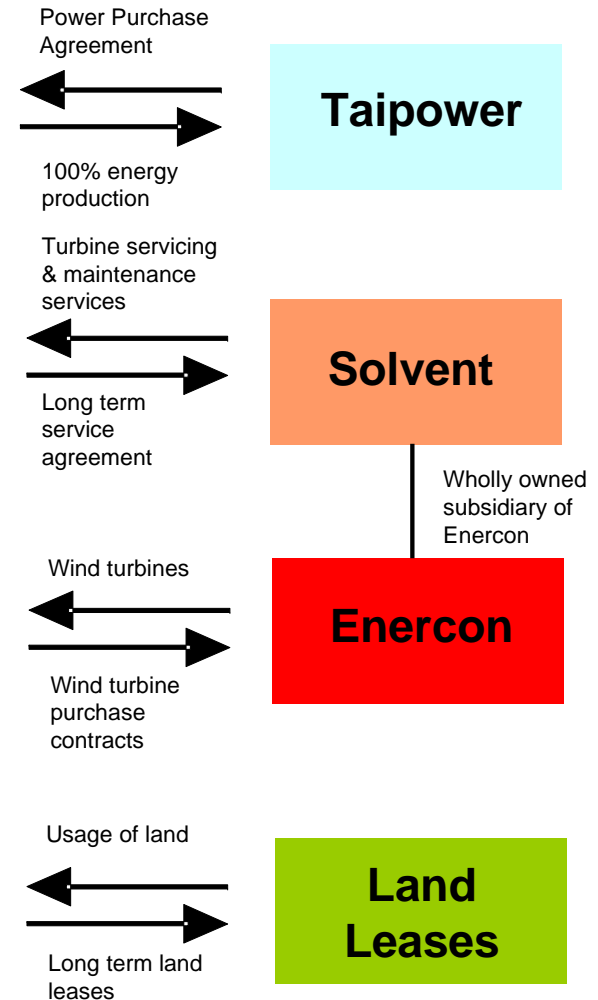 Power Purchase
Agreement
Taipower
100% energy
production
Turbine servicing
& maintenance
services
Solvent
Long term
service
agreement
Wholly owned
subsidiary of
Enercon
Wind turbines
Enercon
Wind turbine
purchase
contracts
Usage of land
Land
Leases
Long term land
leases